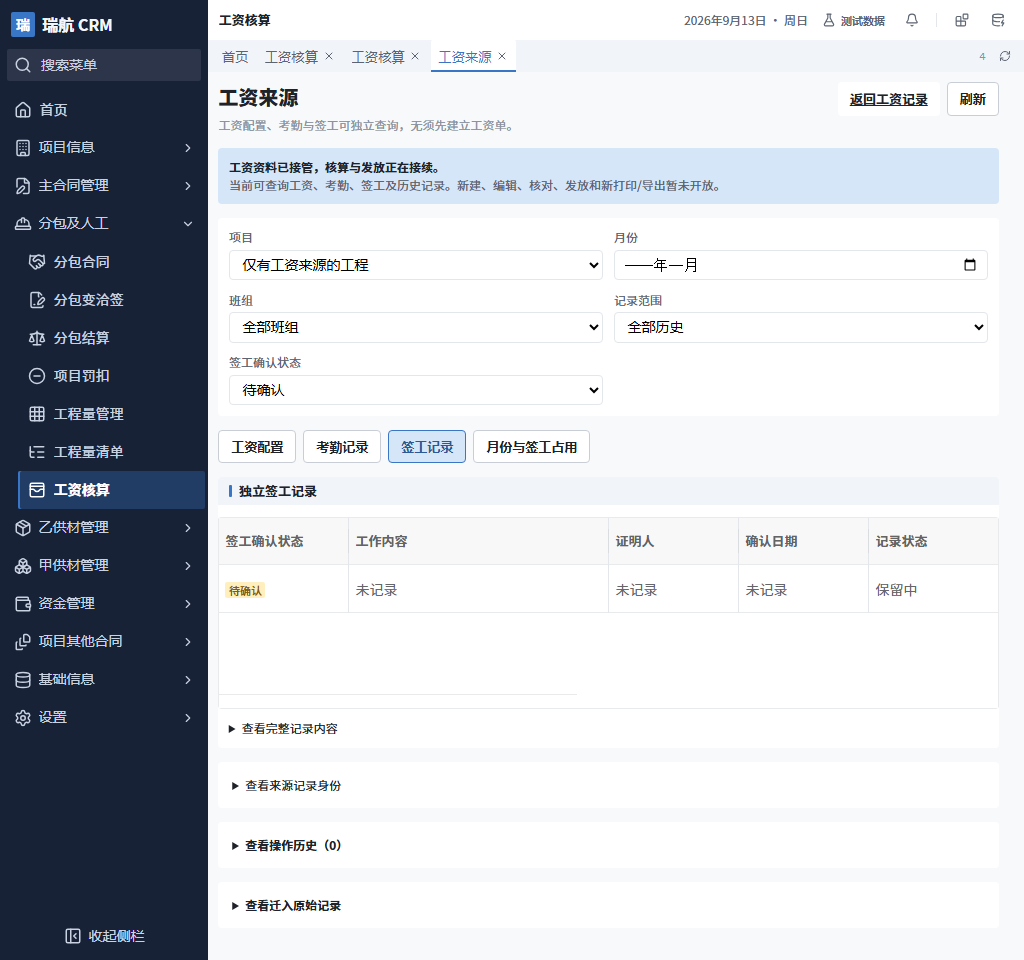 瑞 瑞航 CRM
搜索菜单
首页
项目信息
主合同管理
分包及人工
分包合同
分包变洽签
分包结算
项目罚扣
工程量管理
工程量清单
工资核算
乙供材管理
甲供材管理
资金管理
项目其他合同
基础信息
设置
收起侧栏
工资核算
2026年9月13日 · 周日 测试数据
首页 工资核算 × 工资核算 × 工资来源 × 4
工资来源
返回工资记录 刷新
工资配置、考勤与签工可独立查询，无须先建立工资单。
工资资料已接管，核算与发放正在接续。
当前可查询工资、考勤、签工及历史记录。新建、编辑、核对、发放和新打印/导出暂未开放。
项目 月份
仅有工资来源的工程 ----年--月
班组 记录范围
全部班组 全部历史
签工确认状态
待确认
工资配置 考勤记录 签工记录 月份与签工占用
独立签工记录
签工确认状态 工作内容 证明人 确认日期 记录状态
待确认 未记录 未记录 未记录 保留中
查看完整记录内容
查看来源记录身份
查看操作历史（0）
查看迁入原始记录